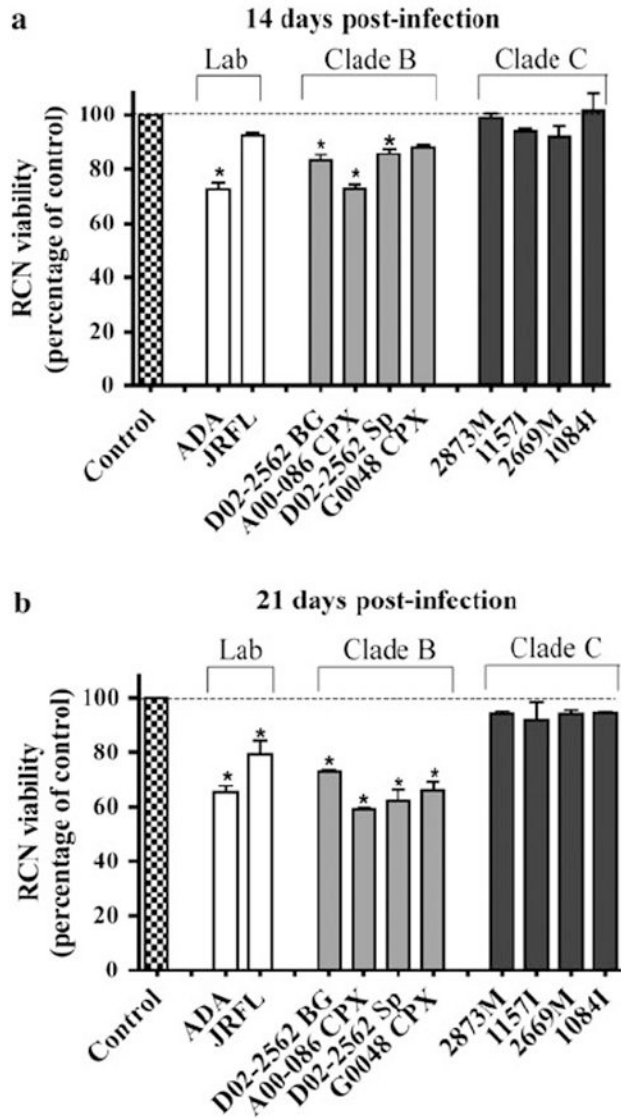 a
14 days post-infection
Lab
Clade B
Clade C
RCN viability
(percentage of control)
100
80
60
40
20
0
*
*
*
*
Control
ADA
JRFL
D02-2562 BG
A00-086 CPX
D02-2562 Sp
G0048 CPX
2873M
1157I
2669M
1084I
b
21 days post-infection
Lab
Clade B
Clade C
RCN viability
(percentage of control)
100
80
60
40
20
0
*
*
*
*
*
*
Control
ADA
JRFL
D02-2562 BG
A00-086 CPX
D02-2562 Sp
G0048 CPX
2873M
1157I
2669M
1084I